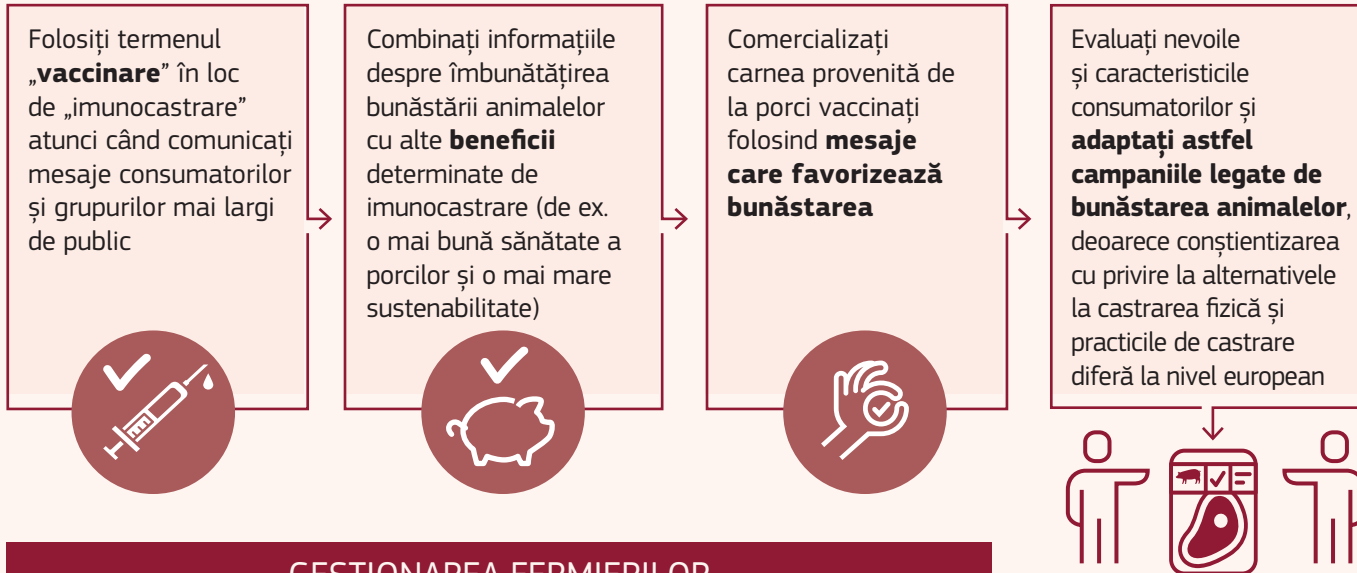 Folosiți termenul
„vaccinare” în loc
de „imunocastrare”
atunci când comunicați
mesaje consumatorilor
și grupurilor mai largi
de public
Combinați informațiile
despre îmbunătățirea
bunăstării animalelor
cu alte beneficii
determinate de
imunocastrare (de ex.
o mai bună sănătate a
porcilor și o mai mare
sustenabilitate)
Comercializați
carnea provenită de
la porci vaccinați
folosind mesaje
care favorizează
bunăstarea
Evaluați nevoile
și caracteristicile
consumatorilor și
adaptați astfel
campaniile legate de
bunăstarea animalelor,
deoarece conștientizarea
cu privire la alternativele
la castrarea fizică și
practicile de castrare
diferă la nivel european
GESTIONAREA FERMIERILOR